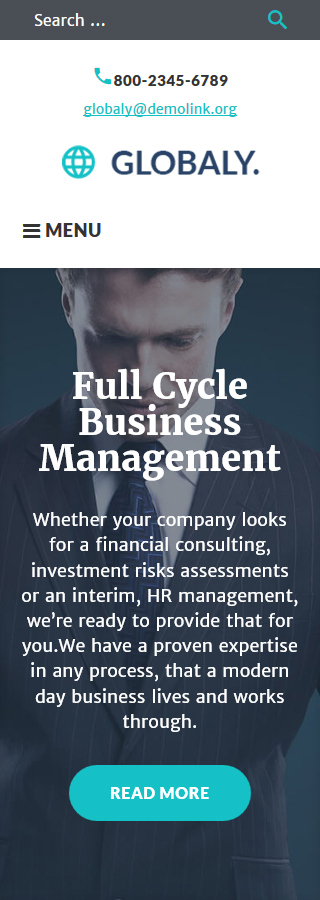 Search ...
800-2345-6789
globaly@demolink.org
GLOBALY.
MENU
Full Cycle
Business
Management
Whether your company looks
for a financial consulting,
investment risks assessments
or an interim, HR management,
we're ready to provide that for
you.We have a proven expertise
in any process, that a modern
day business lives and works
through.
READ MORE